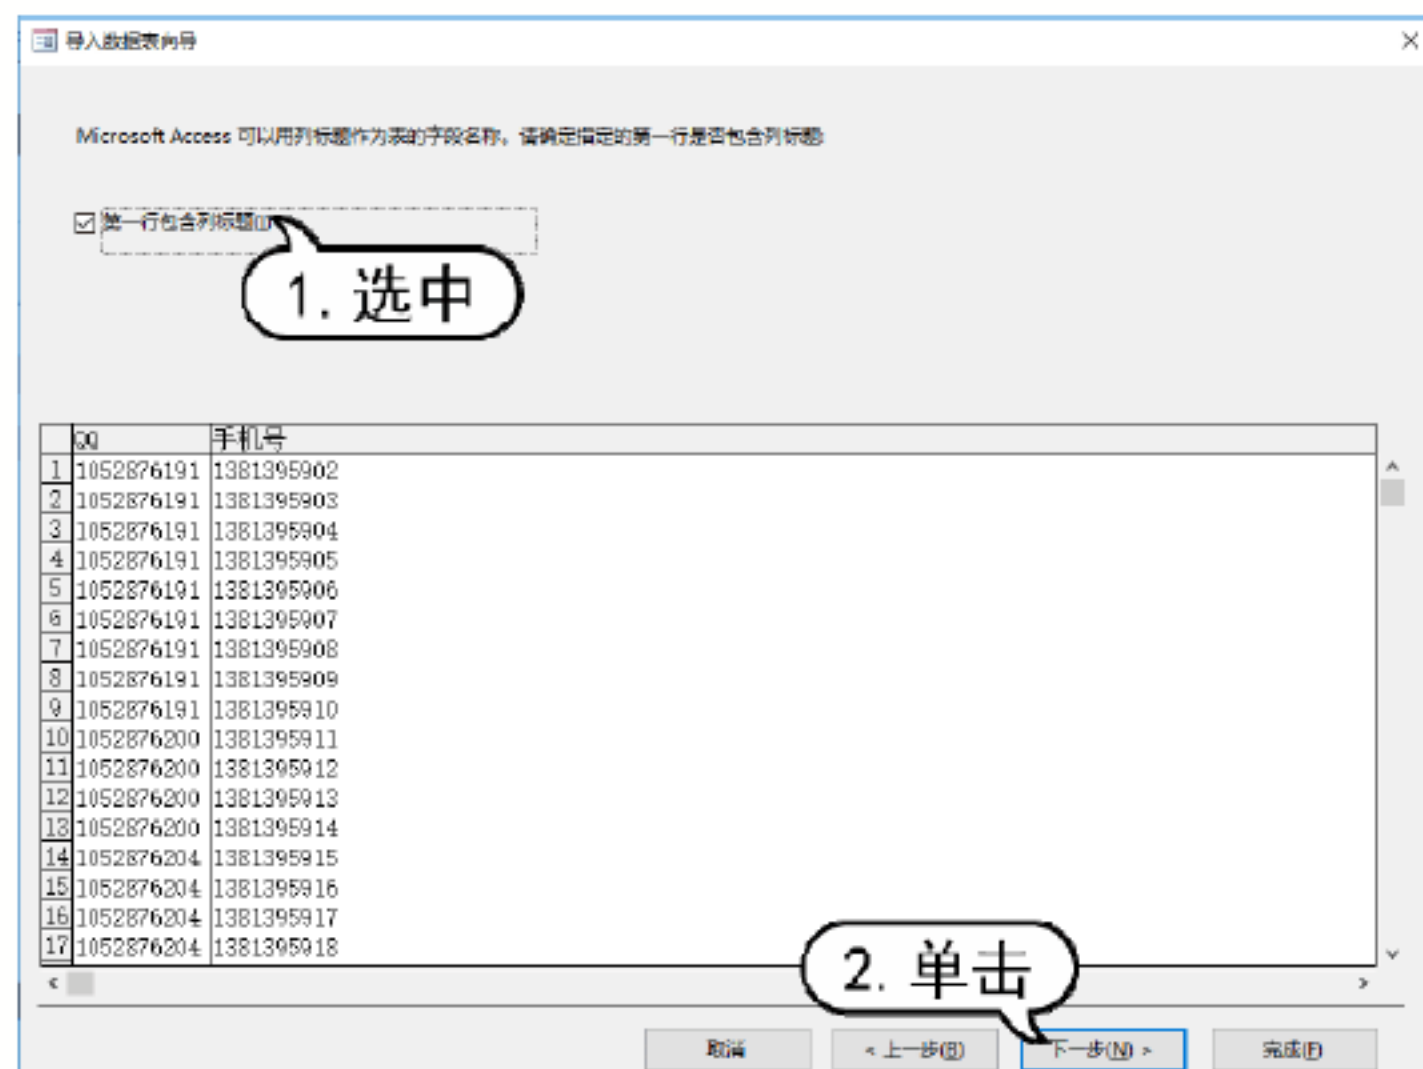 导入数据表向导
Microsoft Access 可以用列标题作为表的字段名称。请确定指定的第一行是否包含列标题:
第一行包含列标题(I)
1. 选中
QQ 手机号
1 1052876191 1381395902
2 1052876191 1381395903
3 1052876191 1381395904
4 1052876191 1381395905
5 1052876191 1381395906
6 1052876191 1381395907
7 1052876191 1381395908
8 1052876191 1381395909
9 1052876191 1381395910
10 1052876200 1381395911
11 1052876200 1381395912
12 1052876200 1381395913
13 1052876200 1381395914
14 1052876204 1381395915
15 1052876204 1381395916
16 1052876204 1381395917
17 1052876204 1381395918
2. 单击
取消 < 上一步(B) 下一步(N) > 完成(F)